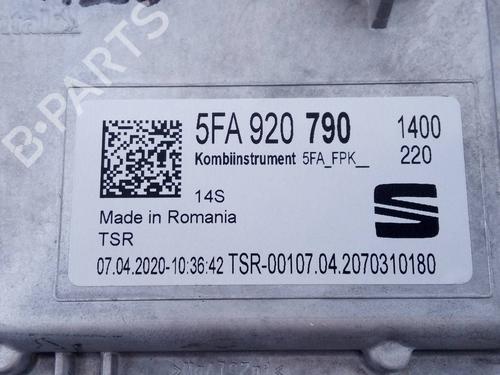 B-PARTS
5FA 920 790 1400
Kombiinstrument 5FA_FPK__ 220
14S
Made in Romania
TSR
07.04.2020-10:36:42 TSR-00107.04.2070310180